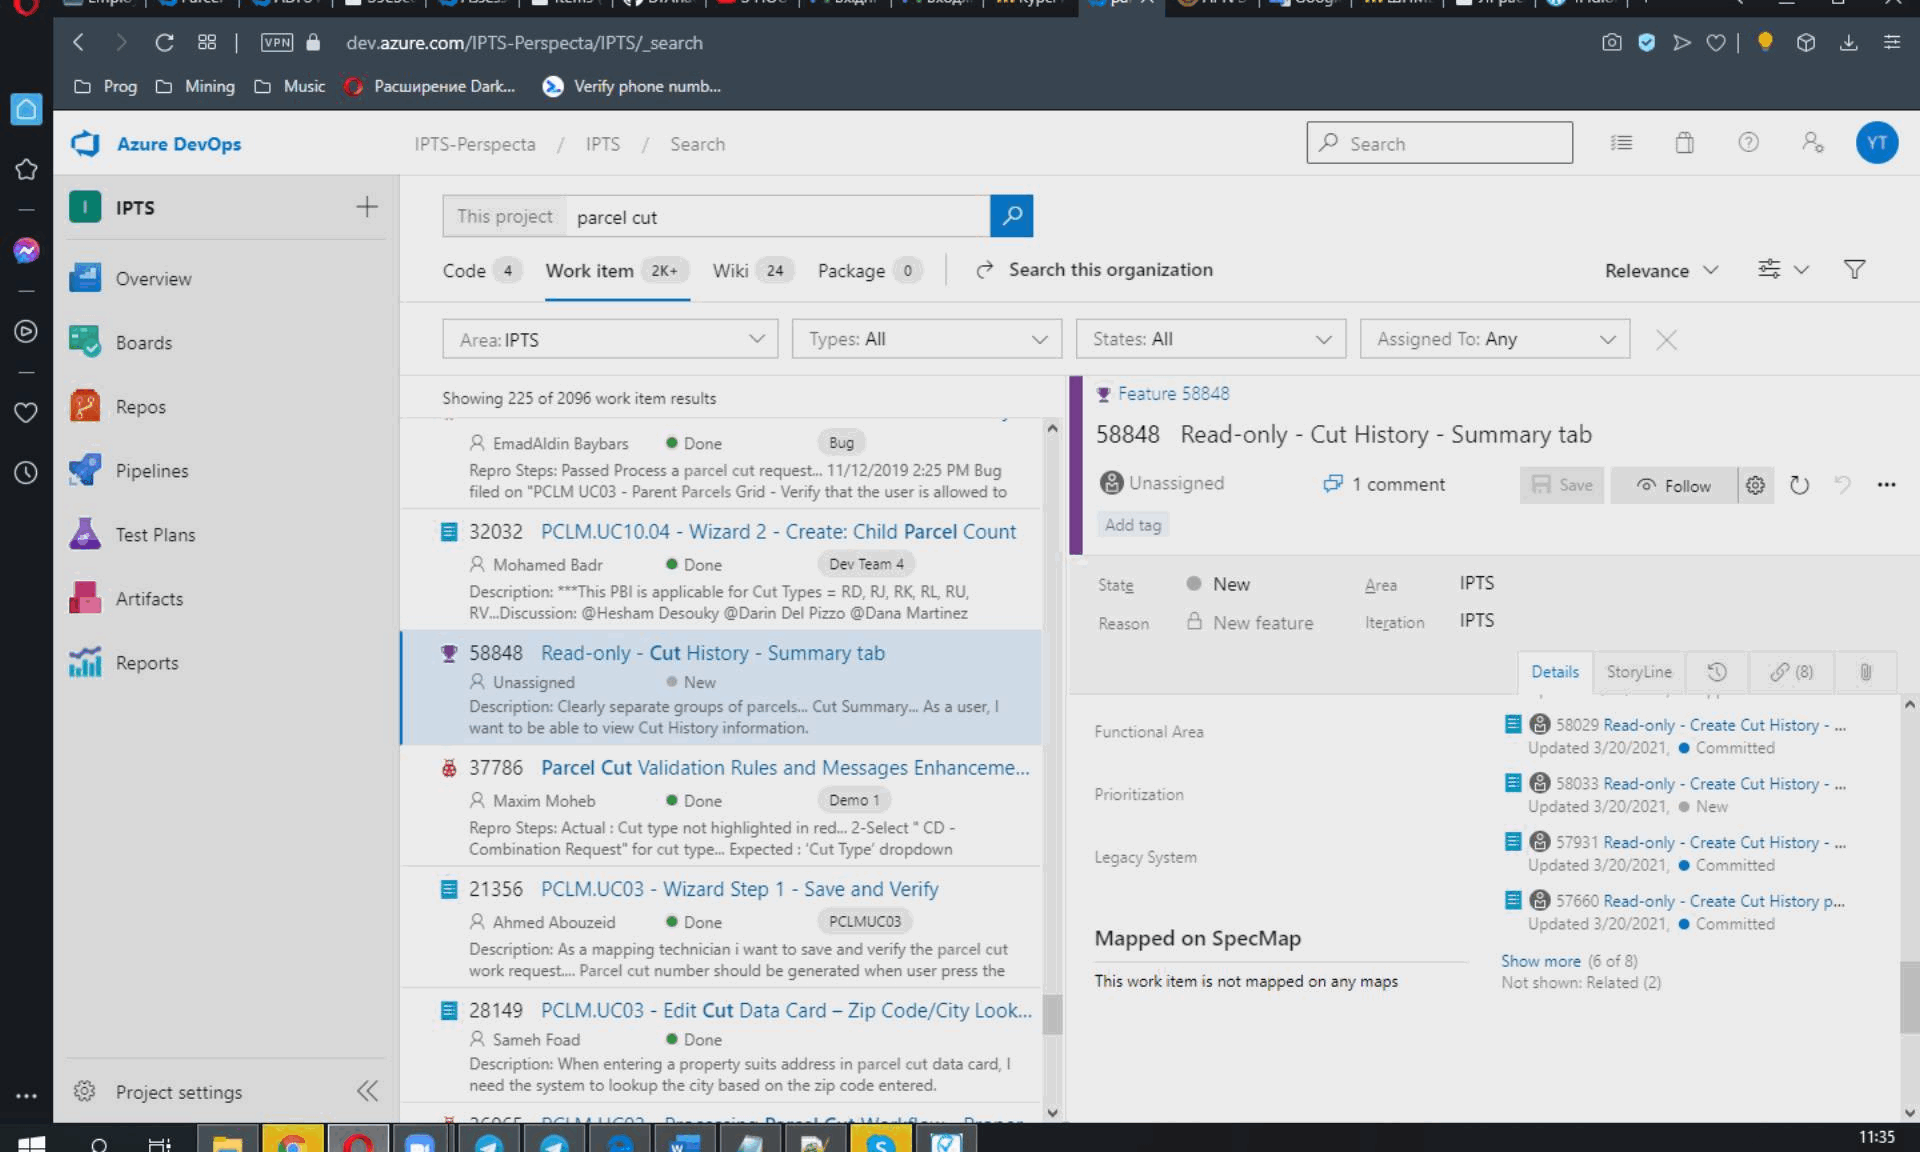 VPN
dev.azure.com/IPTS-Perspecta/IPTS/_search
Prog
Mining
Music
Расширение Dark...
Verify phone numb...
Azure DevOps
IPTS-Perspecta / IPTS / Search
Search
YT
I IPTS
Overview
Boards
Repos
Pipelines
Test Plans
Artifacts
Reports
Project settings
This project parcel cut
Code 4
Work item 2K+
Wiki 24
Package 0
Search this organization
Relevance
Area: IPTS
Types: All
States: All
Assigned To: Any
Showing 225 of 2096 work item results
EmadAldin Baybars Done Bug
Repro Steps: Passed Process a parcel cut request... 11/12/2019 2:25 PM Bug
filed on "PCLM UC03 - Parent Parcels Grid - Verify that the user is allowed to
32032 PCLM.UC10.04 - Wizard 2 - Create: Child Parcel Count
Mohamed Badr Done Dev Team 4
Description: ***This PBI is applicable for Cut Types = RD, RJ, RK, RL, RU,
RV...Discussion: @Hesham Desouky @Darin Del Pizzo @Dana Martinez
58848 Read-only - Cut History - Summary tab
Unassigned New
Description: Clearly separate groups of parcels... Cut Summary... As a user, I
want to be able to view Cut History information.
37786 Parcel Cut Validation Rules and Messages Enhanceme...
Maxim Moheb Done Demo 1
Repro Steps: Actual : Cut type not highlighted in red... 2-Select " CD -
Combination Request" for cut type... Expected : 'Cut Type' dropdown
21356 PCLM.UC03 - Wizard Step 1 - Save and Verify
Ahmed Abouzeid Done PCLMUC03
Description: As a mapping technician i want to save and verify the parcel cut
work request.... Parcel cut number should be generated when user press the
28149 PCLM.UC03 - Edit Cut Data Card – Zip Code/City Look...
Sameh Foad Done
Description: When entering a property suits address in parcel cut data card, I
need the system to lookup the city based on the zip code entered.
Feature 58848
58848 Read-only - Cut History - Summary tab
Unassigned
1 comment
Save
Follow
Add tag
State New
Area IPTS
Reason New feature
Iteration IPTS
Details
StoryLine
(8)
Functional Area
Prioritization
Legacy System
Mapped on SpecMap
This work item is not mapped on any maps
58029 Read-only - Create Cut History - ...
Updated 3/20/2021, Committed
58033 Read-only - Create Cut History - ...
Updated 3/20/2021, New
57931 Read-only - Create Cut History - ...
Updated 3/20/2021, Committed
57660 Read-only - Create Cut History p...
Updated 3/20/2021, Committed
Show more (6 of 8)
Not shown: Related (2)
11:35